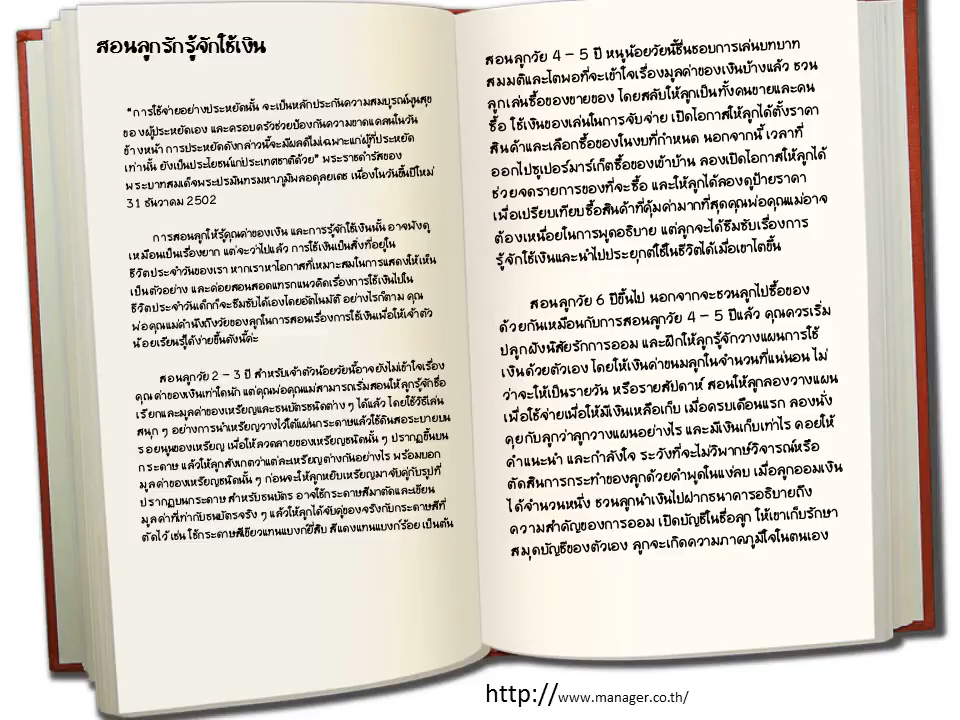 สอนลูกรักรู้จักใช้เงิน
“การใช้จ่ายอย่างประหยัดนั้น จะเป็นหลักประกันความสมบูรณ์พูนสุข
ของผู้ประหยัดเอง และครอบครัวช่วยป้องกันความขาดแคลนในวัน
ข้างหน้า การประหยัดดังกล่าวนี้จะมีผลดีไม่เฉพาะแก่ผู้ที่ประหยัด
เท่านั้น ยังเป็นประโยชน์แก่ประเทศชาติด้วย” พระราชดำรัสของ
พระบาทสมเด็จพระปรมินทรมหาภูมิพลอดุลยเดช เนื่องในวันขึ้นปีใหม่
31 ธันวาคม 2502
การสอนลูกให้รู้คุณค่าของเงิน และการรู้จักใช้เงินนั้น อาจฟังดู
เหมือนเป็นเรื่องยาก แต่จะว่าไปแล้ว การใช้เงินเป็นสิ่งที่อยู่ใน
ชีวิตประจำวันของเรา หากเราหาโอกาสที่เหมาะสมในการแสดงให้เห็น
เป็นตัวอย่าง และค่อยสอนสอดแทรกแนวคิดเรื่องการใช้เงินไปใน
ชีวิตประจำวันเด็กก็จะซึมซับได้เองโดยอัตโนมัติ อย่างไรก็ตาม คุณ
พ่อคุณแม่คำนึงถึงวัยของลูกในการสอนเรื่องการใช้เงินเพื่อให้เจ้าตัว
น้อยเรียนรู้ได้ง่ายขึ้นดังนี้ค่ะ
สอนลูกวัย 2 – 3 ปี สำหรับเจ้าตัวน้อยวัยนี้อาจยังไม่เข้าใจเรื่อง
คุณค่าของเงินเท่าใดนัก แต่คุณพ่อคุณแม่สามารถเริ่มสอนให้ลูกรู้จักชื่อ
เรียกและมูลค่าของเหรียญและธนบัตรชนิดต่าง ๆ ได้แล้ว โดยใช้วิธีเล่น
สนุก ๆ อย่างการนำเหรียญวางไว้ใต้แผ่นกระดาษแล้วใช้ดินสอระบายบน
รอยนูนของเหรียญ เพื่อให้ลวดลายของเหรียญชนิดนั้น ๆ ปรากฏขึ้นบน
กระดาษ แล้วให้ลูกสังเกตว่าแต่ละเหรียญต่างกันอย่างไร พร้อมบอก
มูลค่าของเหรียญชนิดนั้น ๆ ก่อนจะให้ลูกหยิบเหรียญมาจับคู่กับรูปที่
ปรากฏบนกระดาษ สำหรับธนบัตร อาจใช้กระดาษสีมาตัดและเขียน
มูลค่าที่เท่ากับธนบัตรจริง ๆ แล้วให้ลูกได้จับคู่ของจริงกับกระดาษสีที่
ตัดไว้ เช่น ใช้กระดาษสีเขียวแทนแบงก์ยี่สิบ สีแดงแทนแบงก์ร้อย เป็นต้น
สอนลูกวัย 4 – 5 ปี หนูน้อยวัยนี้ชื่นชอบการเล่นบทบาท
สมมติและโตพอที่จะเข้าใจเรื่องมูลค่าของเงินบ้างแล้ว ชวน
ลูกเล่นซื้อของขายของ โดยสลับให้ลูกเป็นทั้งคนขายและคน
ซื้อ ใช้เงินของเล่นในการจับจ่าย เปิดโอกาสให้ลูกได้ตั้งราคา
สินค้าและเลือกซื้อของในงบที่กำหนด นอกจากนี้ เวลาที่
ออกไปซูเปอร์มาร์เก็ตซื้อของเข้าบ้าน ลองเปิดโอกาสให้ลูกได้
ช่วยจดรายการของที่จะซื้อ และให้ลูกได้ลองดูป้ายราคา
เพื่อเปรียบเทียบซื้อสินค้าที่คุ้มค่ามากที่สุดคุณพ่อคุณแม่อาจ
ต้องเหนื่อยในการพูดอธิบาย แต่ลูกจะได้ซึมซับเรื่องการ
รู้จักใช้เงินและนำไปประยุกต์ใช้ในชีวิตได้เมื่อเขาโตขึ้น
สอนลูกวัย 6 ปีขึ้นไป นอกจากจะชวนลูกไปซื้อของ
ด้วยกันเหมือนกับการสอนลูกวัย 4 – 5 ปีแล้ว คุณควรเริ่ม
ปลูกฝังนิสัยรักการออม และฝึกให้ลูกรู้จักวางแผนการใช้
เงินด้วยตัวเอง โดยให้เงินค่าขนมลูกในจำนวนที่แน่นอน ไม่
ว่าจะให้เป็นรายวัน หรือรายสัปดาห์ สอนให้ลูกลองวางแผน
เพื่อใช้จ่ายเพื่อให้มีเงินเหลือเก็บ เมื่อครบเดือนแรก ลองนั่ง
คุยกับลูกว่าลูกวางแผนอย่างไร และมีเงินเก็บเท่าไร คอยให้
คำแนะนำ และกำลังใจ ระวังที่จะไม่วิพากษ์วิจารณ์หรือ
ตัดสินการกระทำของลูกด้วยคำพูดในแง่ลบ เมื่อลูกออมเงิน
ได้จำนวนหนึ่ง ชวนลูกนำเงินไปฝากธนาคารอธิบายถึง
ความสำคัญของการออม เปิดบัญชีในชื่อลูก ให้เขาเก็บรักษา
สมุดบัญชีของตัวเอง ลูกจะเกิดความภาคภูมิใจในตนเอง
http://www.manager.co.th/